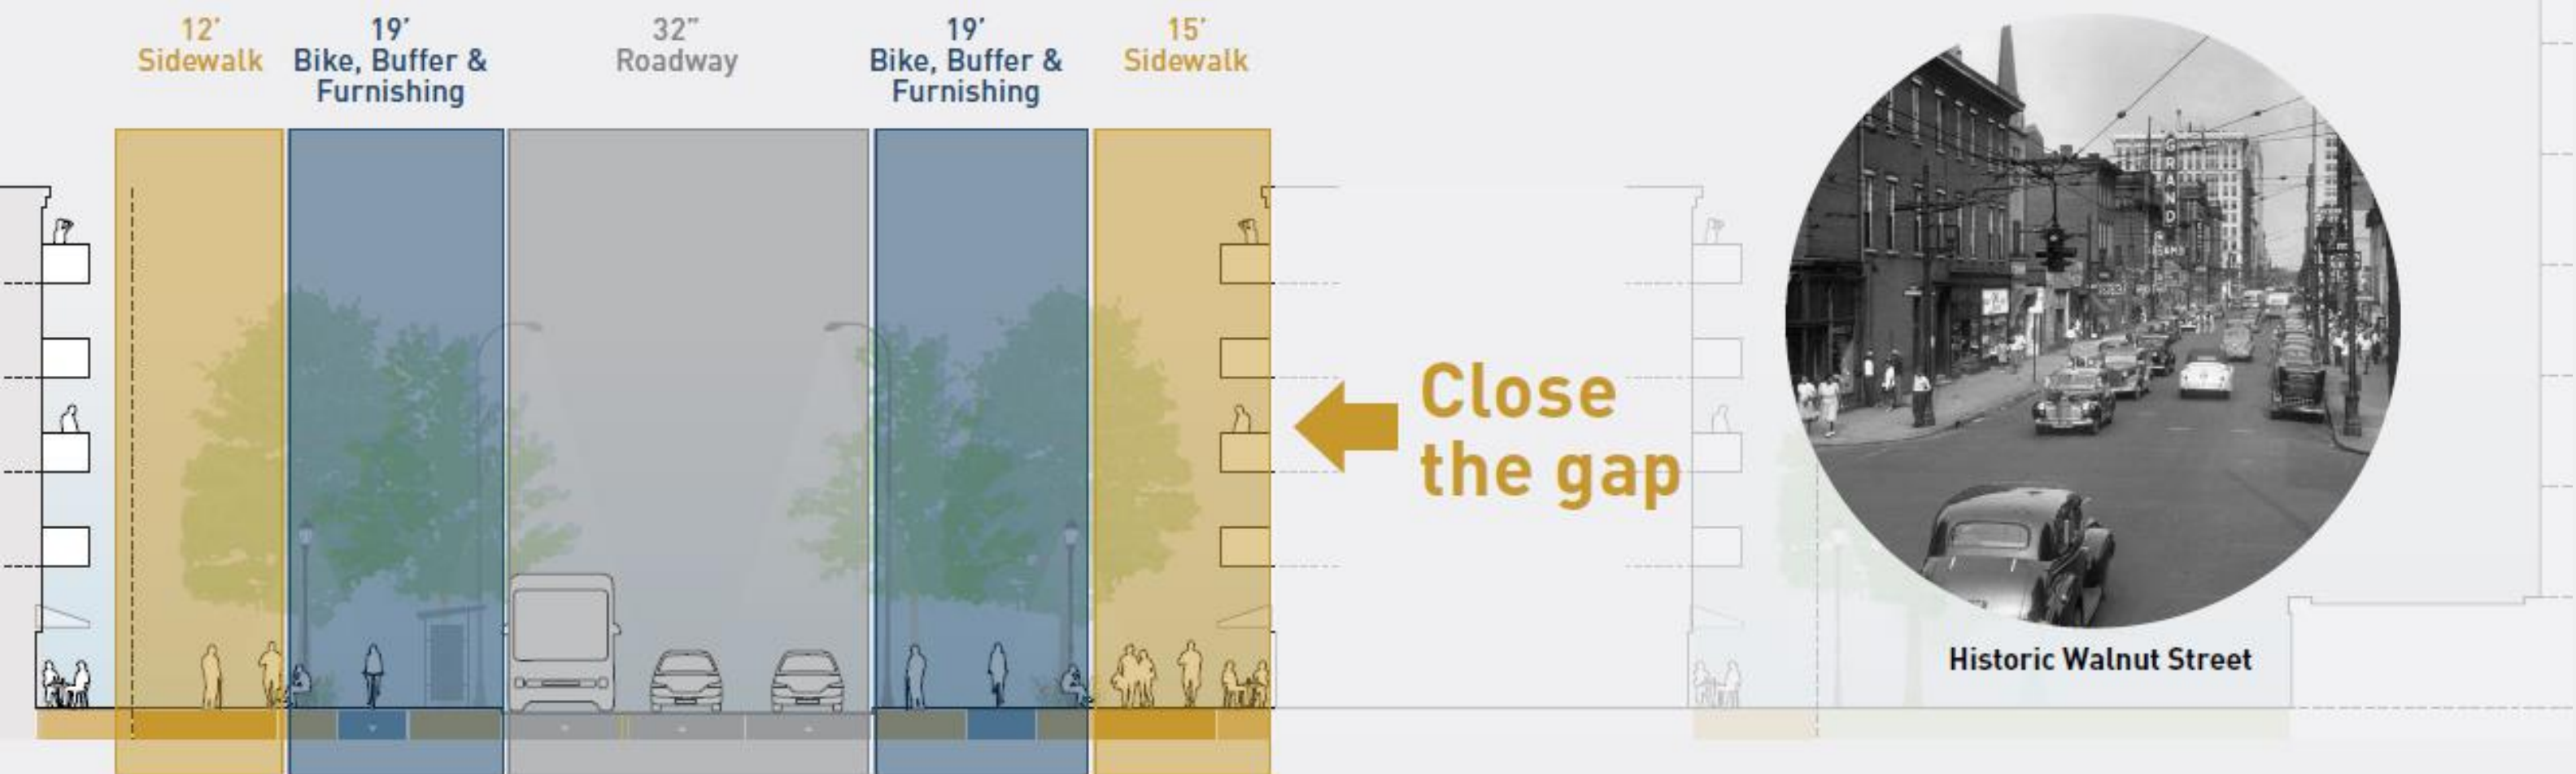 12’
Sidewalk
19’
Bike, Buffer &
Furnishing
32”
Roadway
19’
Bike, Buffer &
Furnishing
15’
Sidewalk
Close
the gap
GRAND
Historic Walnut Street